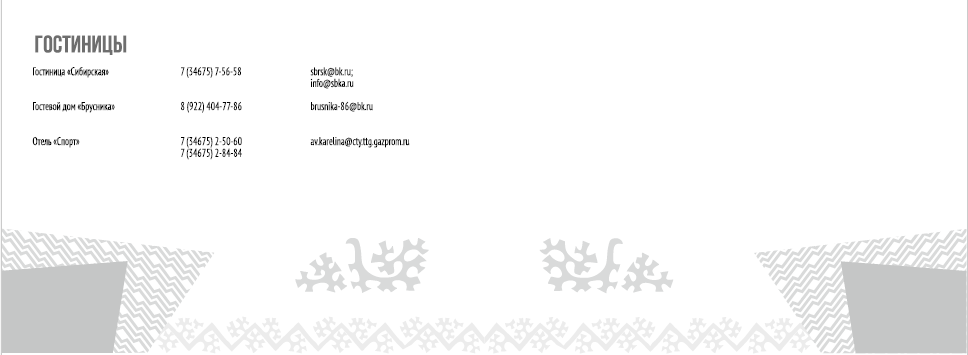 ГОСТИНИЦЫ
Гостиница «Сибирская» 7 (34675) 7-56-58 sbrsk@bk.ru;
info@sbka.ru
Гостевой дом «Брусника» 8 (922) 404-77-86 brusnika-86@bk.ru
Отель «Спорт» 7 (34675) 2-50-60 av.karelina@cty.ttg.gazprom.ru
7 (34675) 2-84-84